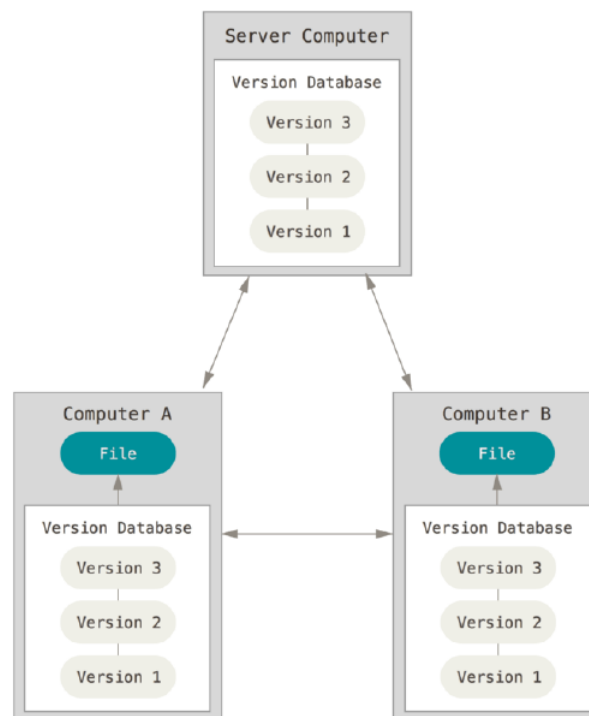 Server Computer
Version Database
Version 3
Version 2
Version 1
Computer A
File
Version Database
Version 3
Version 2
Version 1
Computer B
File
Version Database
Version 3
Version 2
Version 1